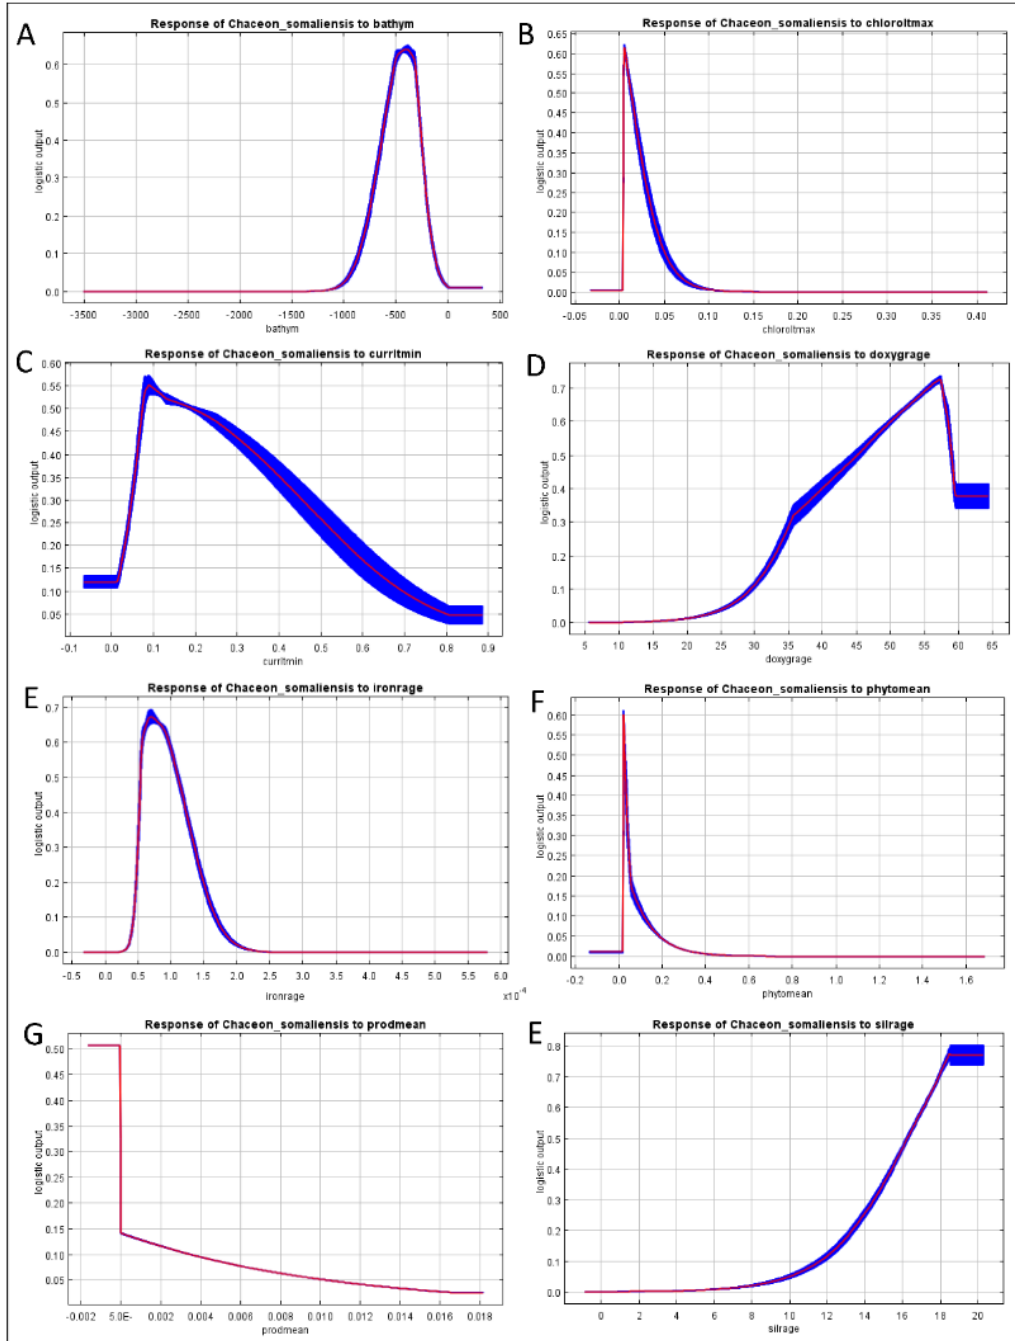 A
Response of Chaceon_somaliensis to bathym
logistic output
0.6
0.5
0.4
0.3
0.2
0.1
0.0
-3500 -3000 -2500 -2000 -1500 -1000 -500 0 500
bathym
B
Response of Chaceon_somaliensis to chloroltmax
logistic output
0.65
0.60
0.55
0.50
0.45
0.40
0.35
0.30
0.25
0.20
0.15
0.10
0.05
0.00
-0.05 0.00 0.05 0.10 0.15 0.20 0.25 0.30 0.35 0.40
chloroltmax
C
Response of Chaceon_somaliensis to currltmin
logistic output
0.60
0.55
0.50
0.45
0.40
0.35
0.30
0.25
0.20
0.15
0.10
0.05
-0.1 0.0 0.1 0.2 0.3 0.4 0.5 0.6 0.7 0.8 0.9
currltmin
D
Response of Chaceon_somaliensis to doxygrage
logistic output
0.7
0.6
0.5
0.4
0.3
0.2
0.1
0.0
5 10 15 20 25 30 35 40 45 50 55 60 65
doxygrage
E
Response of Chaceon_somaliensis to ironrage
logistic output
0.7
0.6
0.5
0.4
0.3
0.2
0.1
0.0
-0.5 0.0 0.5 1.0 1.5 2.0 2.5 3.0 3.5 4.0 4.5 5.0 5.5 6.0
ironrage
x10⁻⁴
F
Response of Chaceon_somaliensis to phytomean
logistic output
0.60
0.55
0.50
0.45
0.40
0.35
0.30
0.25
0.20
0.15
0.10
0.05
0.00
-0.2 0.0 0.2 0.4 0.6 0.8 1.0 1.2 1.4 1.6
phytomean
G
Response of Chaceon_somaliensis to prodmean
logistic output
0.50
0.45
0.40
0.35
0.30
0.25
0.20
0.15
0.10
0.05
-0.002 5.0E- 0.002 0.004 0.006 0.008 0.010 0.012 0.014 0.016 0.018
prodmean
E
Response of Chaceon_somaliensis to silrage
logistic output
0.8
0.7
0.6
0.5
0.4
0.3
0.2
0.1
0.0
0 2 4 6 8 10 12 14 16 18 20
silrage